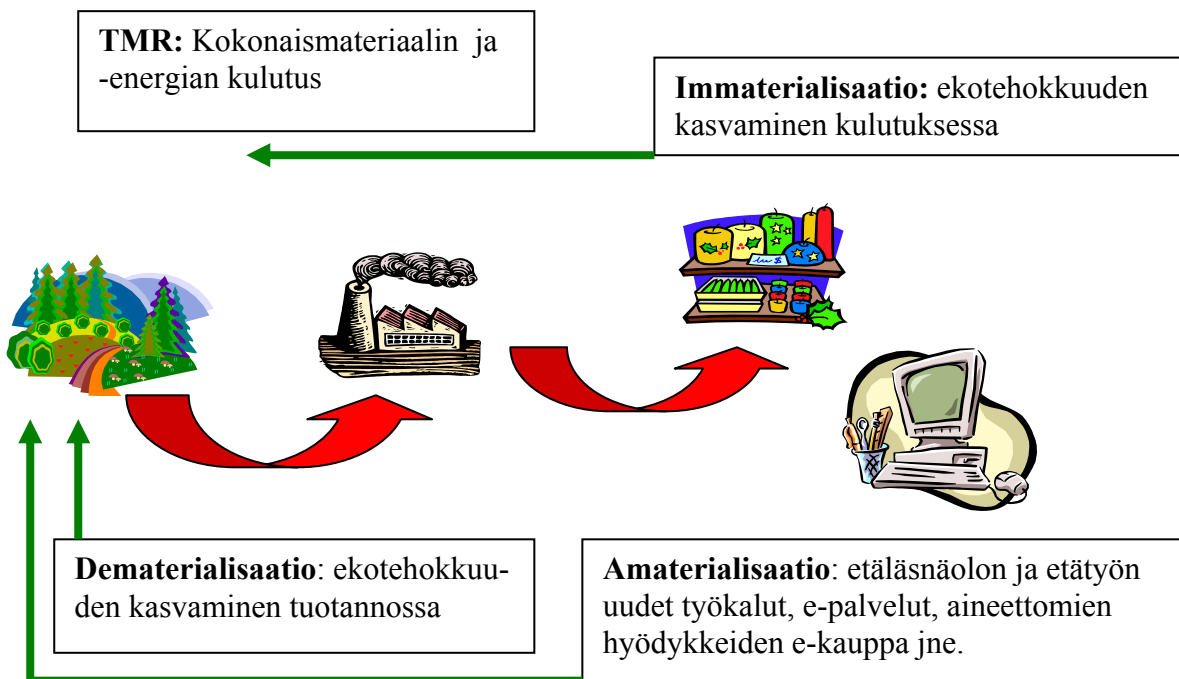 TMR: Kokonaismateriaalin ja
-energian kulutus
Immaterialisaatio: ekotehokkuuden
kasvaminen kulutuksessa
Dematerialisaatio: ekotehokkuu-
den kasvaminen tuotannossa
Amaterialisaatio: etäläsnäolon ja etätyön
uudet työkalut, e-palvelut, aineettomien
hyödykkeiden e-kauppa jne.